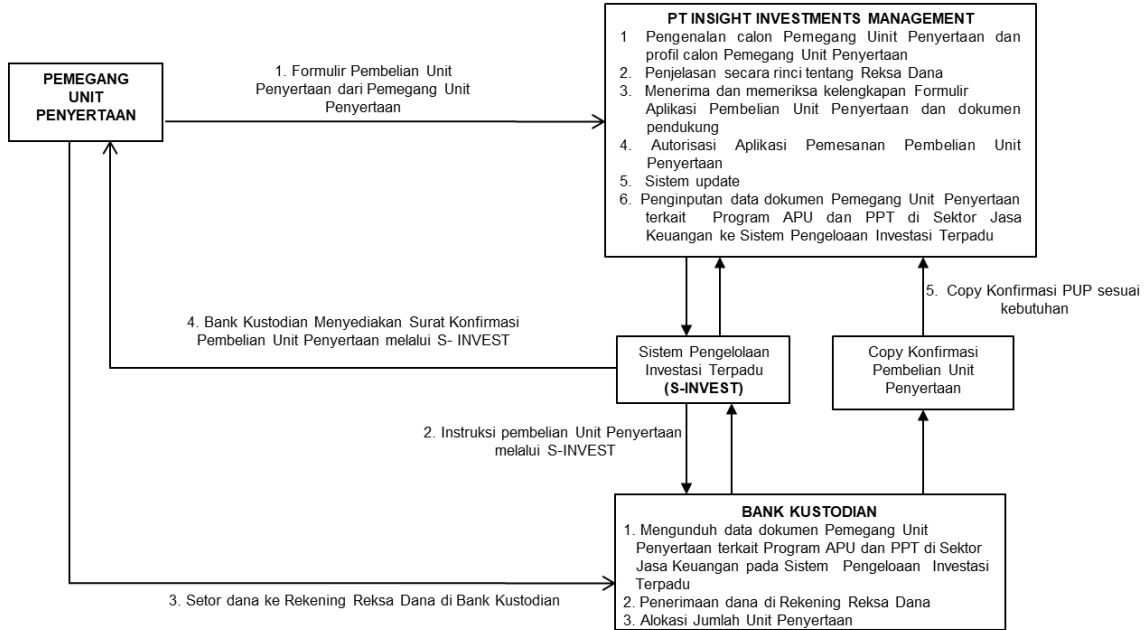 PT INSIGHT INVESTMENTS MANAGEMENT
1 Pengenalan calon Pemegang Uinit Penyertaan dan
profil calon Pemegang Unit Penyertaan
2. Penjelasan secara rinci tentang Reksa Dana
3. Menerima dan memeriksa kelengkapan Formulir
Aplikasi Pembelian Unit Penyertaan dan dokumen
pendukung
4. Autorisasi Aplikasi Pemesanan Pembelian Unit
Penyertaan
5. Sistem update
6. Penginputan data dokumen Pemegang Unit Penyertaan
terkait Program APU dan PPT di Sektor Jasa
Keuangan ke Sistem Pengeloaan Investasi Terpadu
PEMEGANG
UNIT
PENYERTAAN
1. Formulir Pembelian Unit
Penyertaan dari Pemegang Unit
Penyertaan
5. Copy Konfirmasi PUP sesuai
kebutuhan
4. Bank Kustodian Menyediakan Surat Konfirmasi
Pembelian Unit Penyertaan melalui S- INVEST
Sistem Pengelolaan
Investasi Terpadu
(S-INVEST)
Copy Konfirmasi
Pembelian Unit
Penyertaan
2. Instruksi pembelian Unit Penyertaan
melalui S-INVEST
BANK KUSTODIAN
1. Mengunduh data dokumen Pemegang Unit
Penyertaan terkait Program APU dan PPT di Sektor
Jasa Keuangan pada Sistem Pengeloaan Investasi
Terpadu
2. Penerimaan dana di Rekening Reksa Dana
3. Alokasi Jumlah Unit Penyertaan
3. Setor dana ke Rekening Reksa Dana di Bank Kustodian